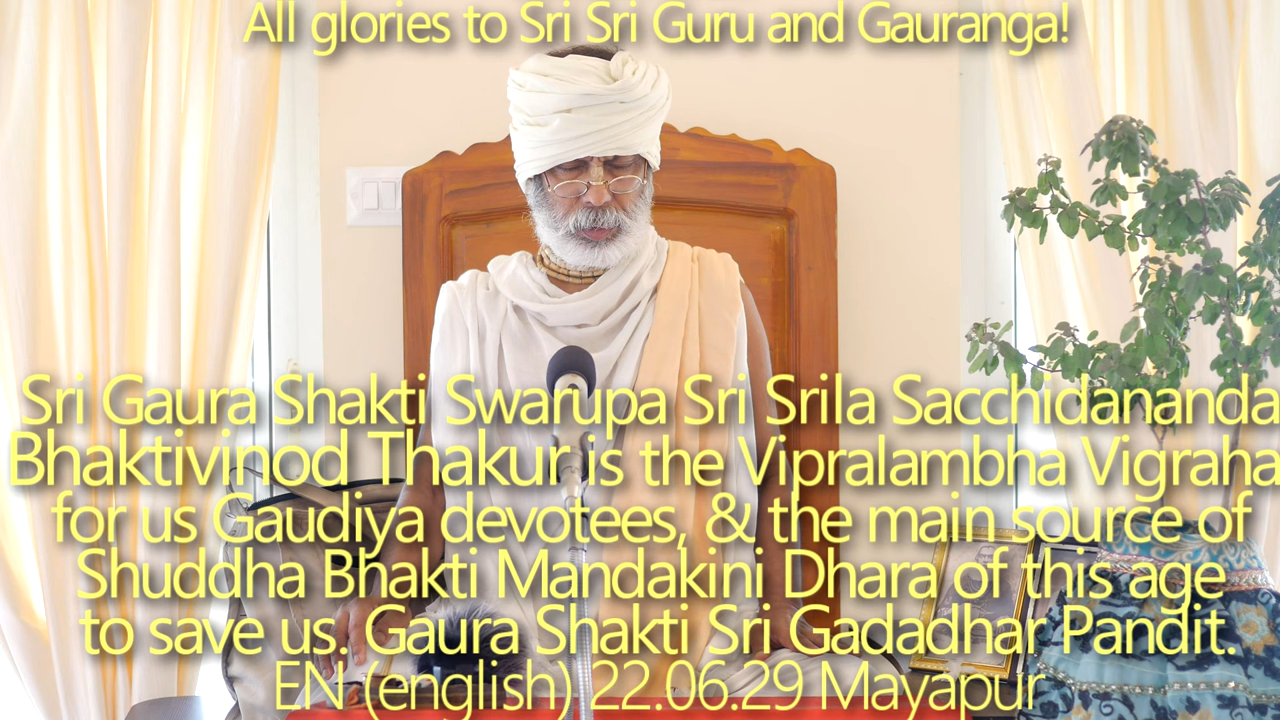 All glories to Sri Sri Guru and Gauranga!
Sri Gaura Shakti Swarupa Sri Srila Sacchidananda
Bhaktivinod Thakur is the Vipralambha Vigraha
for us Gaudiya devotees, & the main source of
Shuddha Bhakti Mandakini Dhara of this age
to save us. Gaura Shakti Sri Gadadhar Pandit.
EN (english) 22.06.29 Mayapur